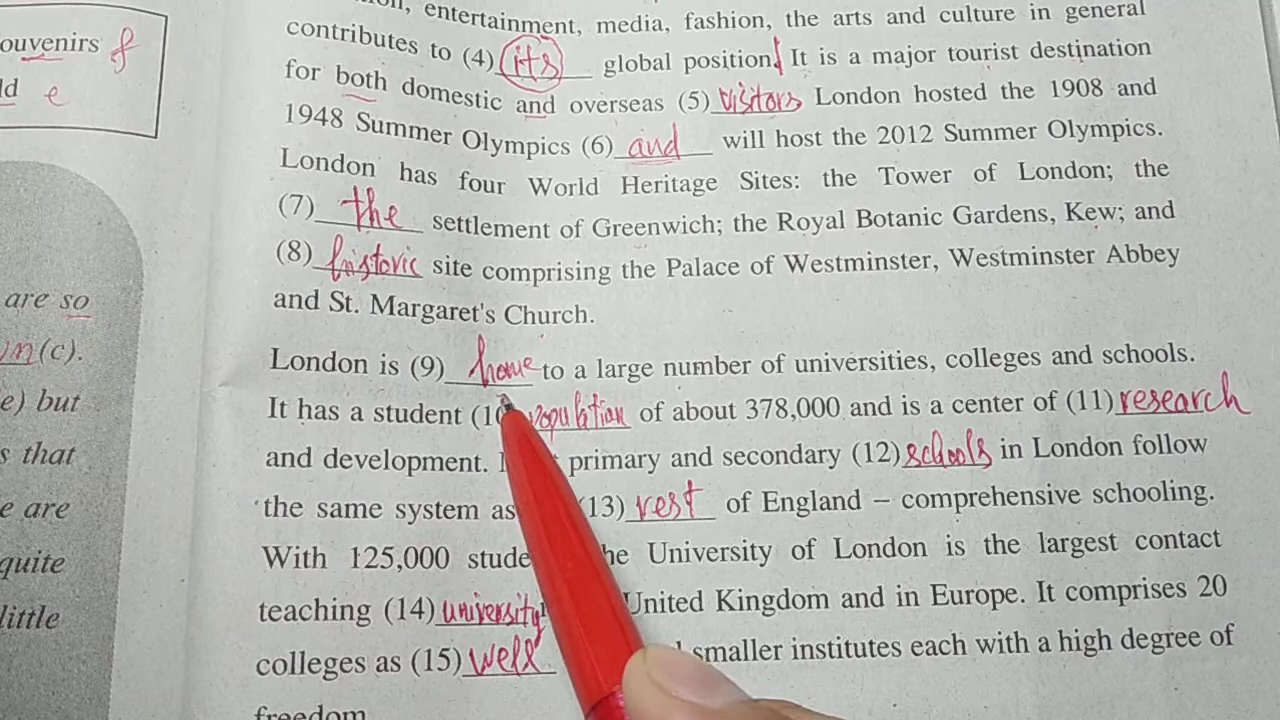 ouvenirs f
ld e
are so
wn (c).
e) but
s that
e are
quite
little
entertainment, media, fashion, the arts and culture in general
contributes to (4) its global position. It is a major tourist destination
for both domestic and overseas (5) visitors London hosted the 1908 and
1948 Summer Olympics (6) and will host the 2012 Summer Olympics.
London has four World Heritage Sites: the Tower of London; the
(7) the settlement of Greenwich; the Royal Botanic Gardens, Kew; and
(8) historic site comprising the Palace of Westminster, Westminster Abbey
and St. Margaret's Church.
London is (9) home to a large number of universities, colleges and schools.
It has a student (10 population of about 378,000 and is a center of (11) research
and development. primary and secondary (12) schools in London follow
the same system as (13) rest of England – comprehensive schooling.
With 125,000 stude he University of London is the largest contact
teaching (14) university United Kingdom and in Europe. It comprises 20
colleges as (15) well smaller institutes each with a high degree of
freedom